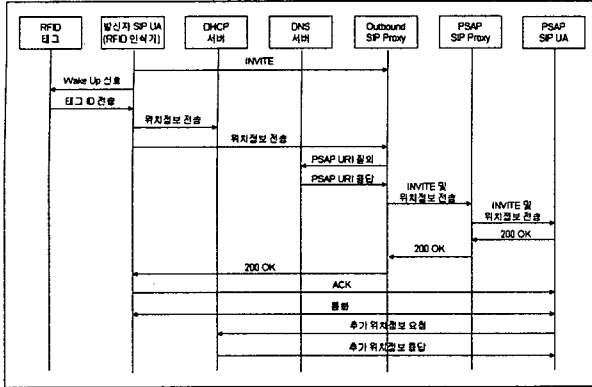 RFID
태그
발신자 SIP UA
(RFID 인식기)
DHCP
서버
DNS
서버
Outbound
SIP Proxy
PSAP
SIP Proxy
PSAP
SIP UA
INVITE
Wake Up 신호
태그 ID 전송
위치정보 전송
위치정보 전송
PSAP URI 질의
PSAP URI 응답
INVITE 및
위치정보 전송
INVITE 및
위치정보 전송
200 OK
200 OK
200 OK
ACK
통화
추가 위치정보 요청
추가 위치정보 응답